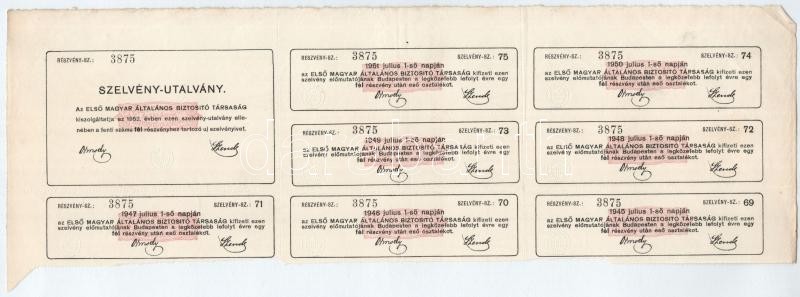 RÉSZVÉNY-SZ.: 3875
SZELVÉNY-UTALVÁNY.
Az ELSŐ MAGYAR ÁLTALÁNOS BIZTOSITÓ TÁRSASÁG
kiszolgáltatja az 1952. évben ezen szelvény-utalvány elle-
nében a fenti számu fél részvényhez tartozó uj szelvényivet.
RÉSZVÉNY-SZ.: 3875 SZELVÉNY-SZ.: 75
1951 julius 1-ső napján
az ELSŐ MAGYAR ÁLTALÁNOS BIZTOSITÓ TÁRSASÁG kifizeti ezen
szelvény előmutatójának Budapesten a legközelebb lefolyt évre egy
fél részvény után eső osztalékot.
RÉSZVÉNY-SZ.: 3875 SZELVÉNY-SZ.: 74
1950 julius 1-ső napján
az ELSŐ MAGYAR ÁLTALÁNOS BIZTOSITÓ TÁRSASÁG kifizeti ezen
szelvény előmutatójának Budapesten a legközelebb lefolyt évre egy
fél részvény után eső osztalékot.
RÉSZVÉNY-SZ.: 3875 SZELVÉNY-SZ.: 73
1949 julius 1-ső napján
az ELSŐ MAGYAR ÁLTALÁNOS BIZTOSITÓ TÁRSASÁG kifizeti ezen
szelvény előmutatójának Budapesten a legközelebb lefolyt évre egy
fél részvény után eső osztalékot.
RÉSZVÉNY-SZ.: 3875 SZELVÉNY-SZ.: 72
1948 julius 1-ső napján
az ELSŐ MAGYAR ÁLTALÁNOS BIZTOSITÓ TÁRSASÁG kifizeti ezen
szelvény előmutatójának Budapesten a legközelebb lefolyt évre egy
fél részvény után eső osztalékot.
RÉSZVÉNY-SZ.: 3875 SZELVÉNY-SZ.: 71
1947 julius 1-ső napján
az ELSŐ MAGYAR ÁLTALÁNOS BIZTOSITÓ TÁRSASÁG kifizeti ezen
szelvény előmutatójának Budapesten a legközelebb lefolyt évre egy
fél részvény után eső osztalékot.
RÉSZVÉNY-SZ.: 3875 SZELVÉNY-SZ.: 70
1946 julius 1-ső napján
az ELSŐ MAGYAR ÁLTALÁNOS BIZTOSITÓ TÁRSASÁG kifizeti ezen
szelvény előmutatójának Budapesten a legközelebb lefolyt évre egy
fél részvény után eső osztalékot.
RÉSZVÉNY-SZ.: 3875 SZELVÉNY-SZ.: 69
1945 julius 1-ső napján
az ELSŐ MAGYAR ÁLTALÁNOS BIZTOSITÓ TÁRSASÁG kifizeti ezen
szelvény előmutatójának Budapesten a legközelebb lefolyt évre egy
fél részvény után eső osztalékot.